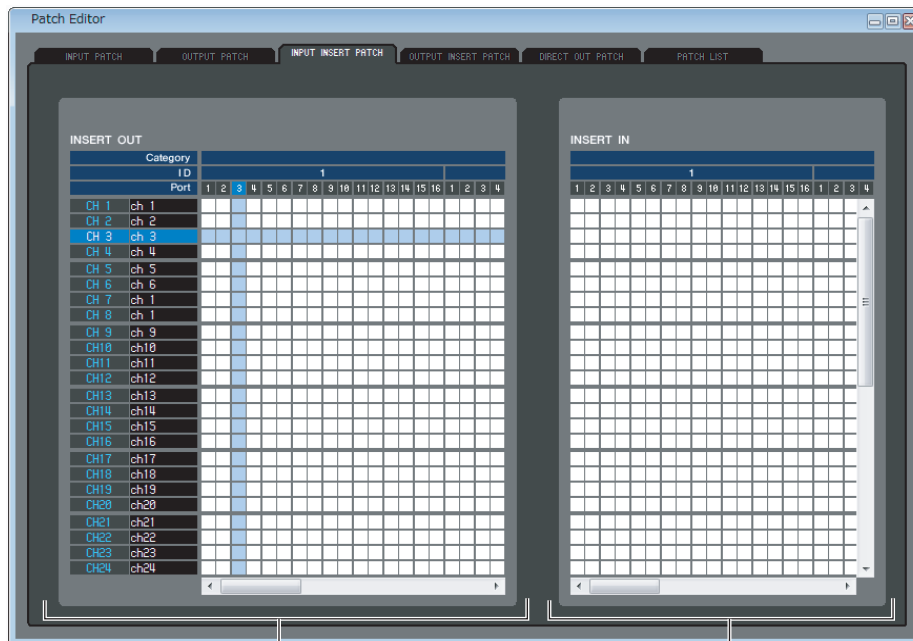 Patch Editor
INPUT PATCH OUTPUT PATCH INPUT INSERT PATCH OUTPUT INSERT PATCH DIRECT OUT PATCH PATCH LIST
INSERT OUT
Category
ID 1
Port 1 2 3 4 5 6 7 8 9 10 11 12 13 14 15 16 1 2 3 4
CH 1 ch 1
CH 2 ch 2
CH 3 ch 3
CH 4 ch 4
CH 5 ch 5
CH 6 ch 6
CH 7 ch 1
CH 8 ch 1
CH 9 ch 9
CH10 ch10
CH11 ch11
CH12 ch12
CH13 ch13
CH14 ch14
CH15 ch15
CH16 ch16
CH17 ch17
CH18 ch18
CH19 ch19
CH20 ch20
CH21 ch21
CH22 ch22
CH23 ch23
CH24 ch24
INSERT IN
1
1 2 3 4 5 6 7 8 9 10 11 12 13 14 15 16 1 2 3 4